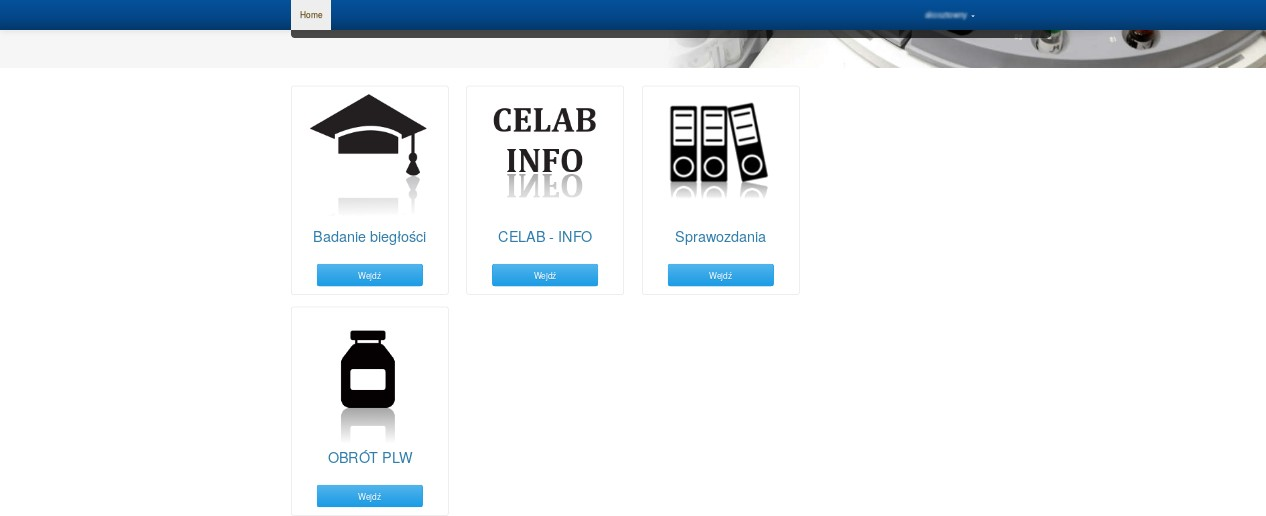 Home
CELAB
INFO
Badanie biegłości
CELAB - INFO
Sprawozdania
Wejdź
Wejdź
Wejdź
OBRÓT PLW
Wejdź